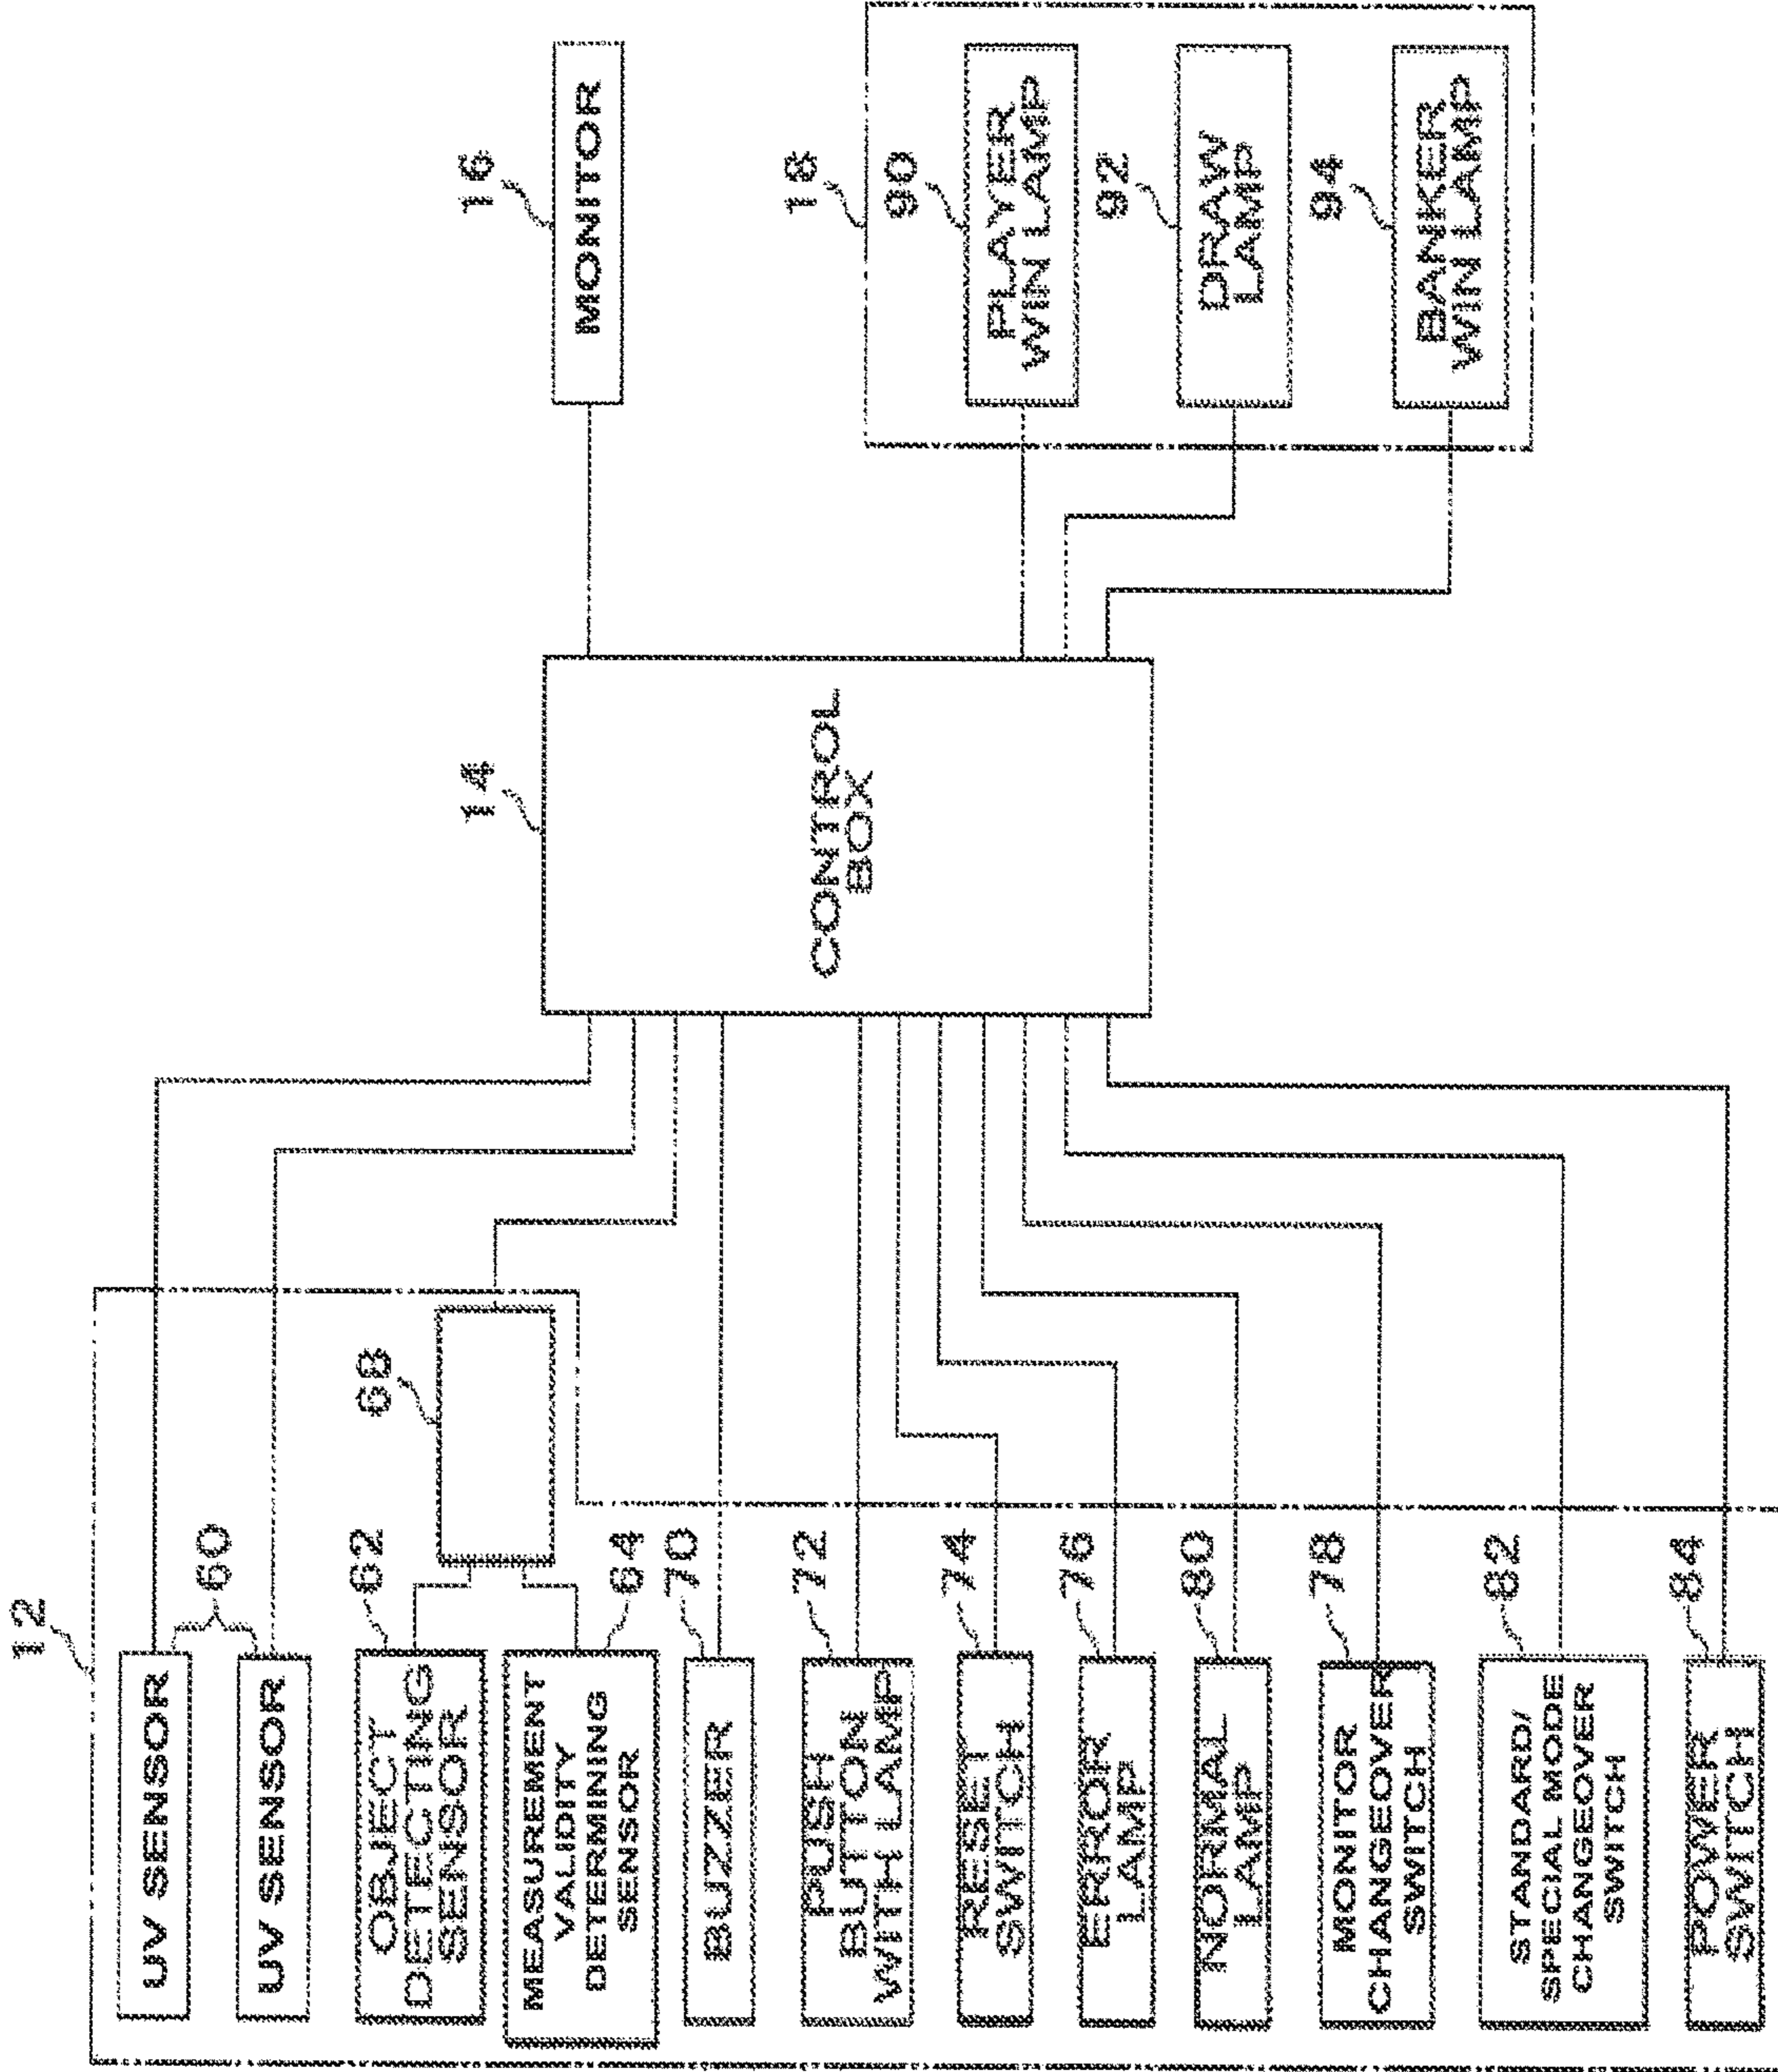 12
UV SENSOR
60
UV SENSOR
62
OBJECT
DETECTING
SENSOR
68
64
MEASUREMENT
VALIDITY
DETERMINING
SENSOR
70
BUZZER
72
PUSH
BUTTON
WITH LAMP
74
RESET
SWITCH
76
ERROR
LAMP
80
NORMAL
LAMP
78
MONITOR
CHANGEOVER
SWITCH
82
STANDARD/
SPECIAL MODE
CHANGEOVER
SWITCH
84
POWER
SWITCH
14
CONTROL
BOX
16
MONITOR
18
90
PLAYER
WIN LAMP
92
DRAW
LAMP
94
BANKER
WIN LAMP